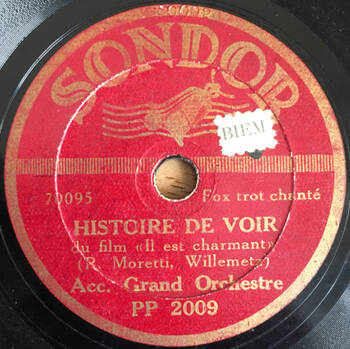 SONDOR
BIEM
70095 Fox trot chanté
HISTOIRE DE VOIR
du film «Il est charmant»
(R. Moretti, Willemetz)
Acc. Grand Orchestre
PP 2009